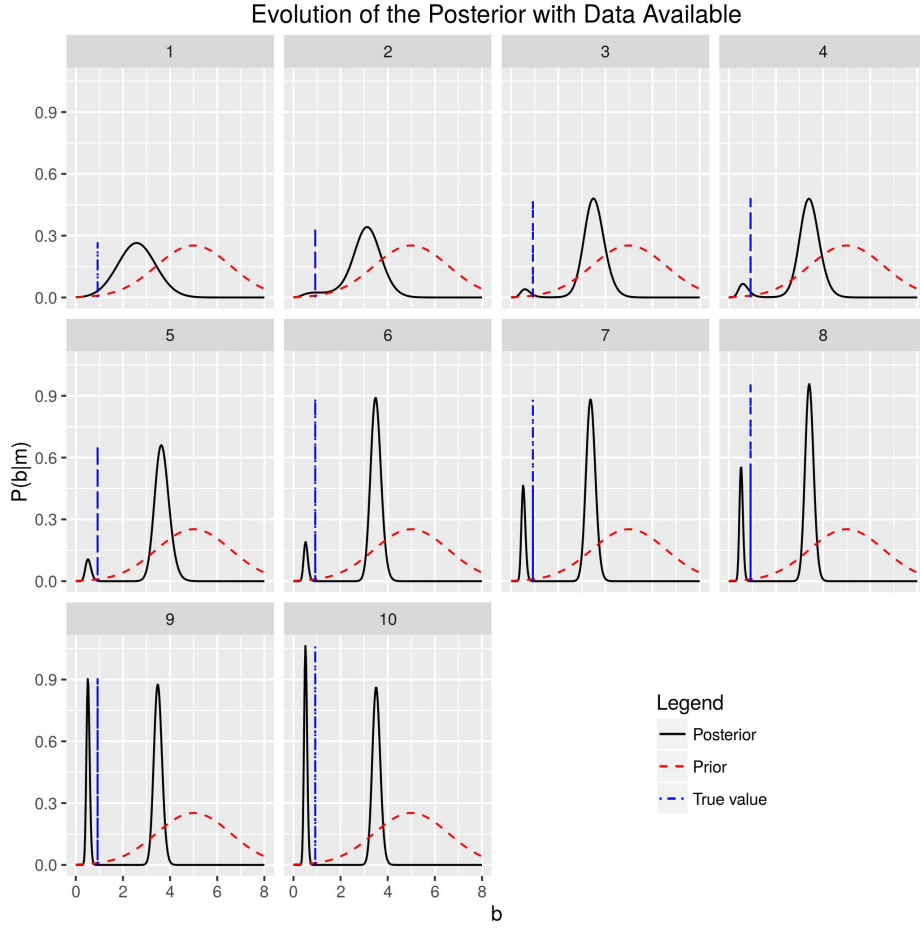 Evolution of the Posterior with Data Available
1 2 3 4
0.9
0.6
0.3
0.0
5 6 7 8
0.9
0.6
0.3
0.0
P(b|m)
9 10
0.9
0.6
0.3
0.0
0 2 4 6 8 0 2 4 6 8
b
Legend
Posterior
Prior
True value